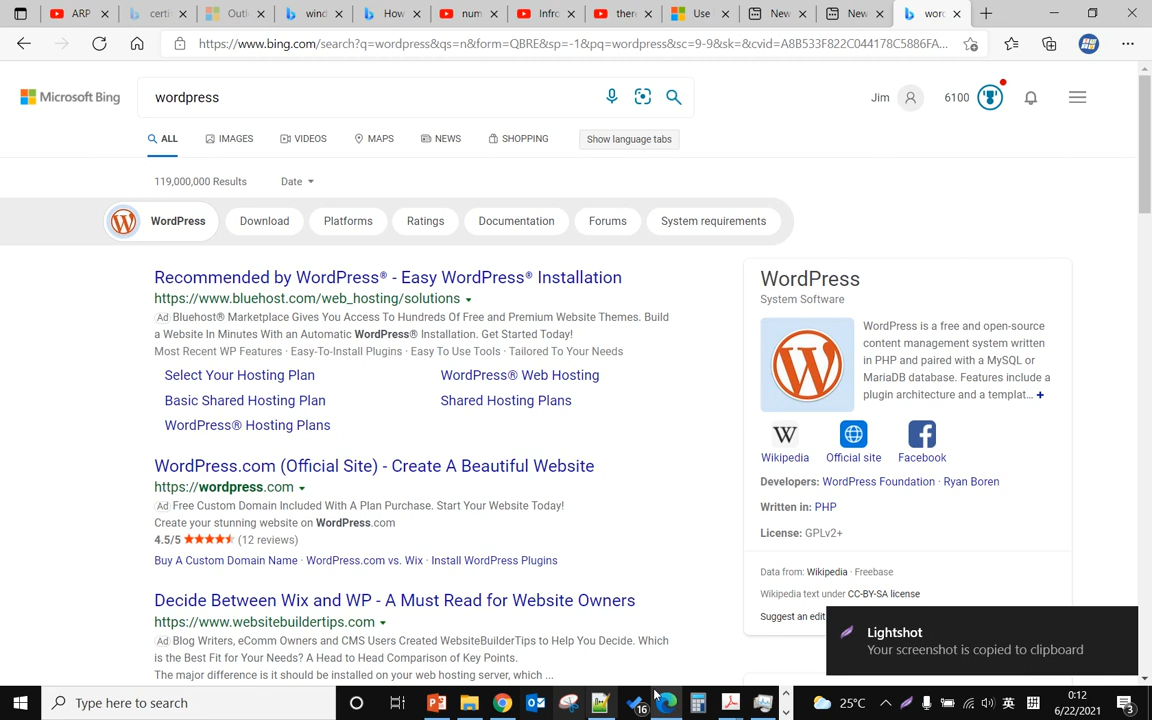 ARP
certi
Outl
wind
How
num
Infro
there
Use
New
New
word
https://www.bing.com/search?q=wordpress&qs=n&form=QBRE&sp=-1&pq=wordpress&sc=9-9&sk=&cvid=A8B533F822C044178C5886FA...
Microsoft Bing
wordpress
Jim
6100
ALL
IMAGES
VIDEOS
MAPS
NEWS
SHOPPING
Show language tabs
119,000,000 Results
Date
WordPress
Download
Platforms
Ratings
Documentation
Forums
System requirements
Recommended by WordPress® - Easy WordPress® Installation
https://www.bluehost.com/web_hosting/solutions
Ad Bluehost® Marketplace Gives You Access To Hundreds Of Free and Premium Website Themes. Build
a Website In Minutes With an Automatic WordPress® Installation. Get Started Today!
Most Recent WP Features · Easy-To-Install Plugins · Easy To Use Tools · Tailored To Your Needs
Select Your Hosting Plan
WordPress® Web Hosting
Basic Shared Hosting Plan
Shared Hosting Plans
WordPress® Hosting Plans
WordPress.com (Official Site) - Create A Beautiful Website
https://wordpress.com
Ad Free Custom Domain Included With A Plan Purchase. Start Your Website Today!
Create your stunning website on WordPress.com
4.5/5 (12 reviews)
Buy A Custom Domain Name · WordPress.com vs. Wix · Install WordPress Plugins
Decide Between Wix and WP - A Must Read for Website Owners
https://www.websitebuildertips.com
Ad Blog Writers, eComm Owners and CMS Users Created WebsiteBuilderTips to Help You Decide. Which
is the Best Fit for Your Needs? A Head to Head Comparison of Key Points.
The major difference is it should be installed on your web hosting server, which ...
WordPress
System Software
WordPress is a free and open-source
content management system written
in PHP and paired with a MySQL or
MariaDB database. Features include a
plugin architecture and a templat… +
Wikipedia
Official site
Facebook
Developers: WordPress Foundation · Ryan Boren
Written in: PHP
License: GPLv2+
Data from: Wikipedia · Freebase
Wikipedia text under CC-BY-SA license
Suggest an edit
Lightshot
Your screenshot is copied to clipboard
Type here to search
16
25°C
英
拼
0:12
6/22/2021
3